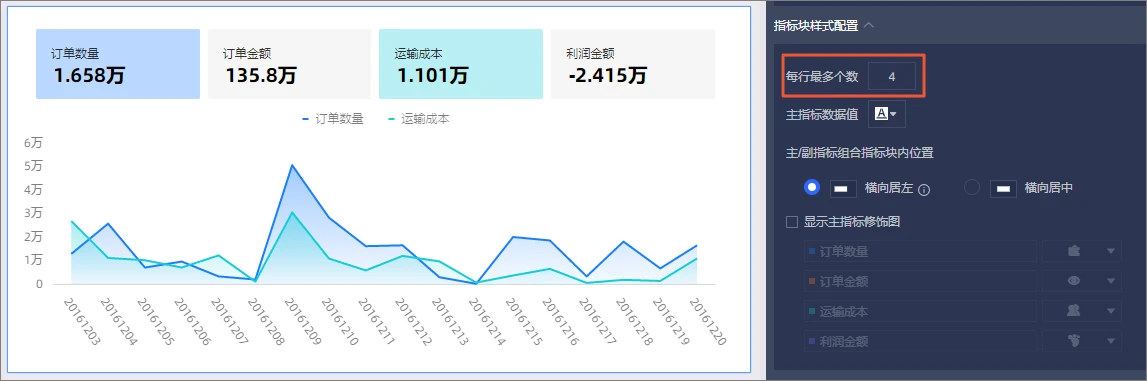 订单数量
1.658万
订单金额
135.8万
运输成本
1.101万
利润金额
-2.415万
订单数量
运输成本
6万
5万
4万
3万
2万
1万
0
20161203
20161204
20161205
20161206
20161207
20161208
20161209
20161210
20161211
20161212
20161213
20161214
20161215
20161216
20161217
20161218
20161219
20161220
指标块样式配置
每行最多个数 4
主指标数据值 A
主/副指标组合指标块内位置
横向居左
横向居中
显示主指标修饰图
订单数量
订单金额
运输成本
利润金额